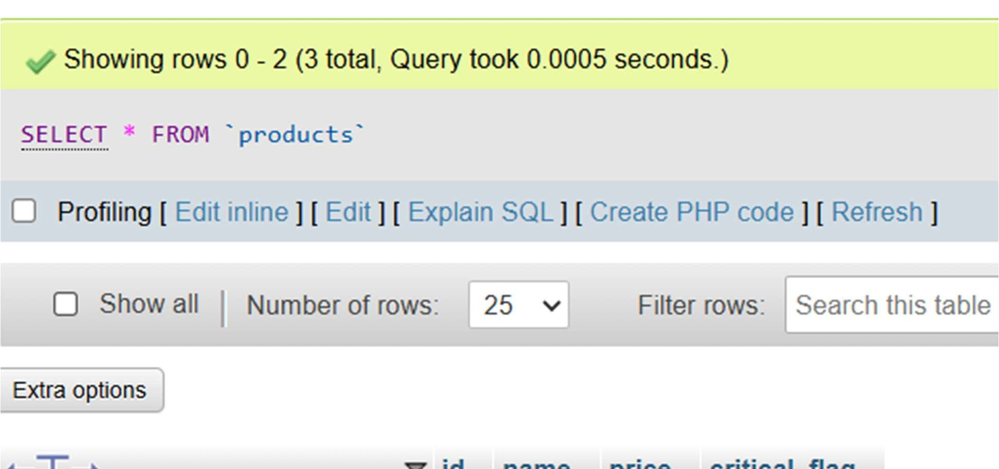 Showing rows 0 - 2 (3 total, Query took 0.0005 seconds.)
SELECT * FROM `products`
Profiling [ Edit inline ] [ Edit ] [ Explain SQL ] [ Create PHP code ] [ Refresh ]
Show all | Number of rows: 25 Filter rows: Search this table
Extra options
id name price critical_flag